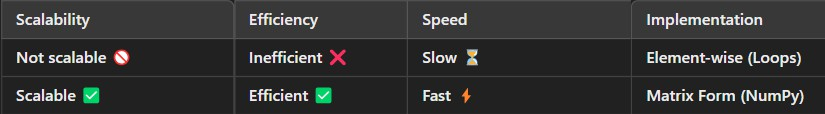 Scalability Efficiency Speed Implementation
Not scalable 🚫 Inefficient ❌ Slow ⏳ Element-wise (Loops)
Scalable ✅ Efficient ✅ Fast ⚡ Matrix Form (NumPy)